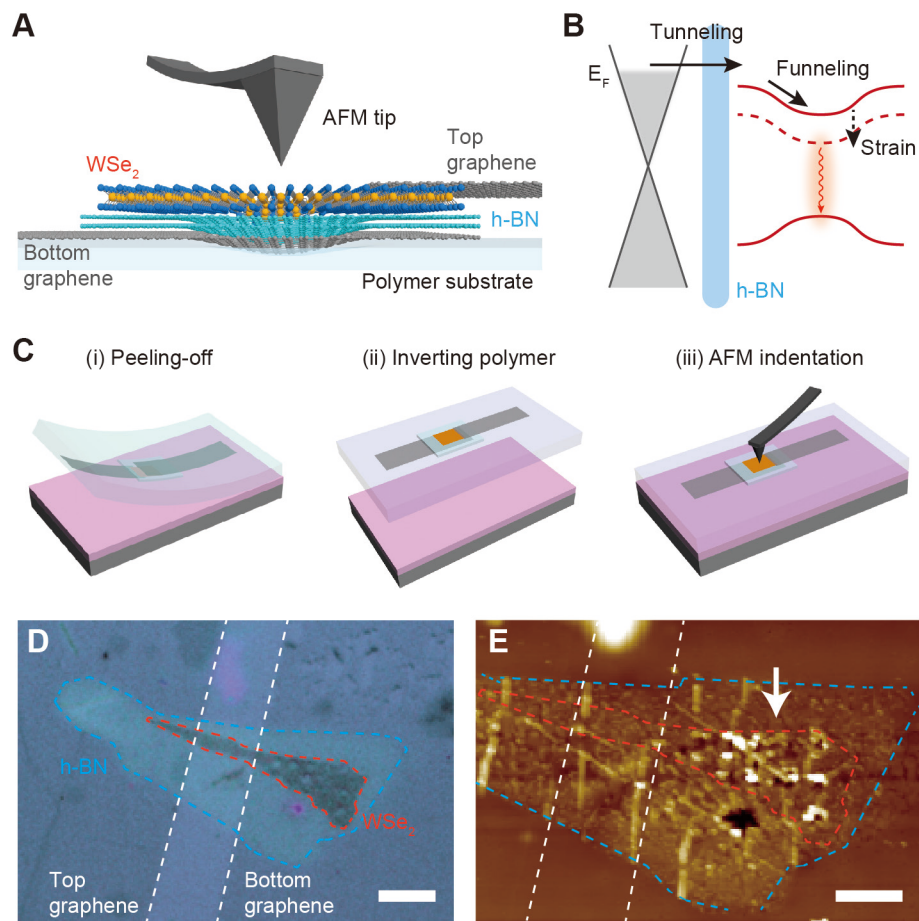 A
AFM tip
WSe₂
Top
graphene
h-BN
Bottom
graphene
Polymer substrate
B
Tunneling
E_F
Funneling
Strain
h-BN
C
(i) Peeling-off
(ii) Inverting polymer
(iii) AFM indentation
D
h-BN
WSe₂
Top
graphene
Bottom
graphene
E